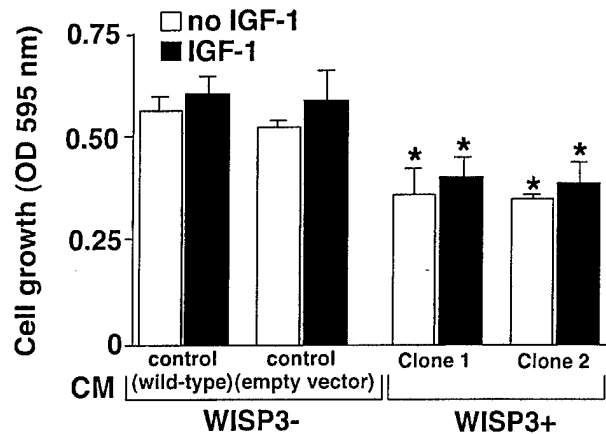 no IGF-1
IGF-1
Cell growth (OD 595 nm)
0.75
0.50
0.25
0
* * * *
control control Clone 1 Clone 2
CM (wild-type)(empty vector)
WISP3- WISP3+